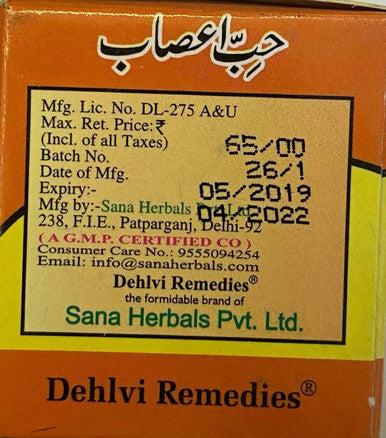 حبِّ اعصاب
Mfg. Lic. No. DL-275 A&U
Max. Ret. Price:₹ 65/00
(Incl. of all Taxes)
Batch No. 26/1
Date of Mfg. 05/2019
Expiry:- 04/2022
Mfg by:-Sana Herbals Pvt. Ltd.
238, F.I.E., Patparganj, Delhi-92
(A G.M.P. CERTIFIED CO)
Consumer Care No.: 9555094254
Email: info@sanaherbals.com
Dehlvi Remedies®
the formidable brand of
Sana Herbals Pvt. Ltd.
Dehlvi Remedies®